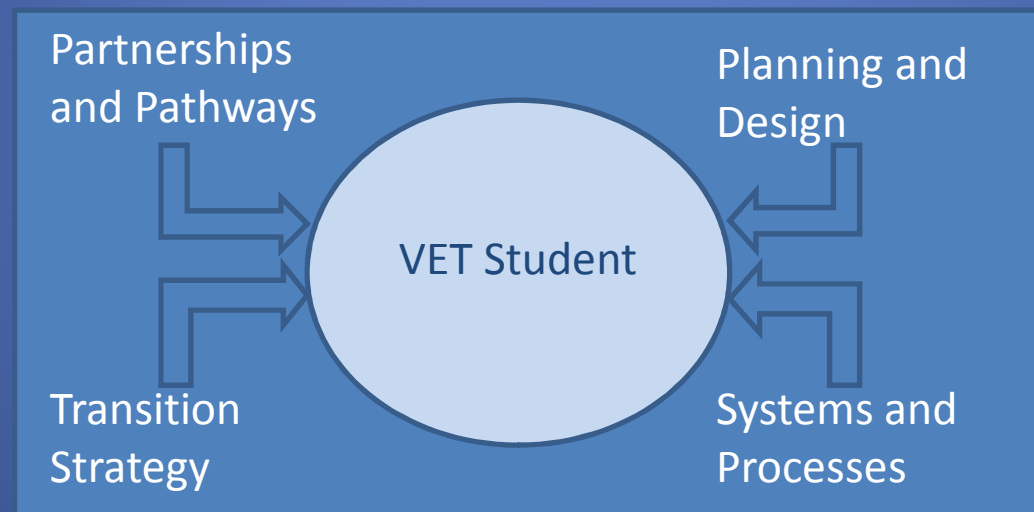 Partnerships
and Pathways
Planning and
Design
VET Student
Transition
Strategy
Systems and
Processes